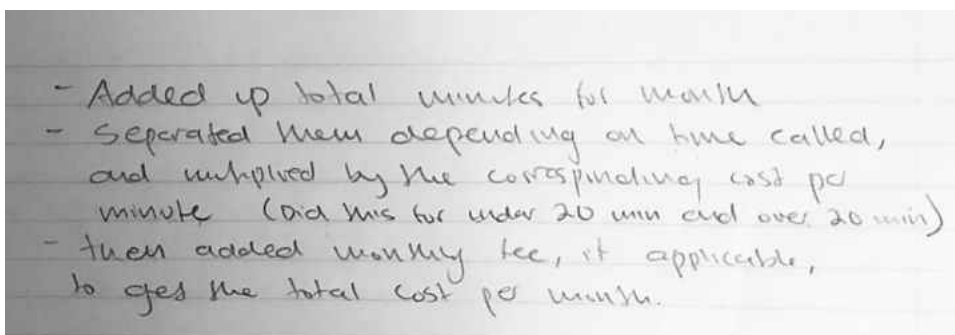 - Added up total minutes for month
- Separated them depending on time called,
and multiplied by the corresponding cost per
minute (Did this for under 20 min and over 20 min)
- then added monthly fee, if applicable,
to get the total cost per month.